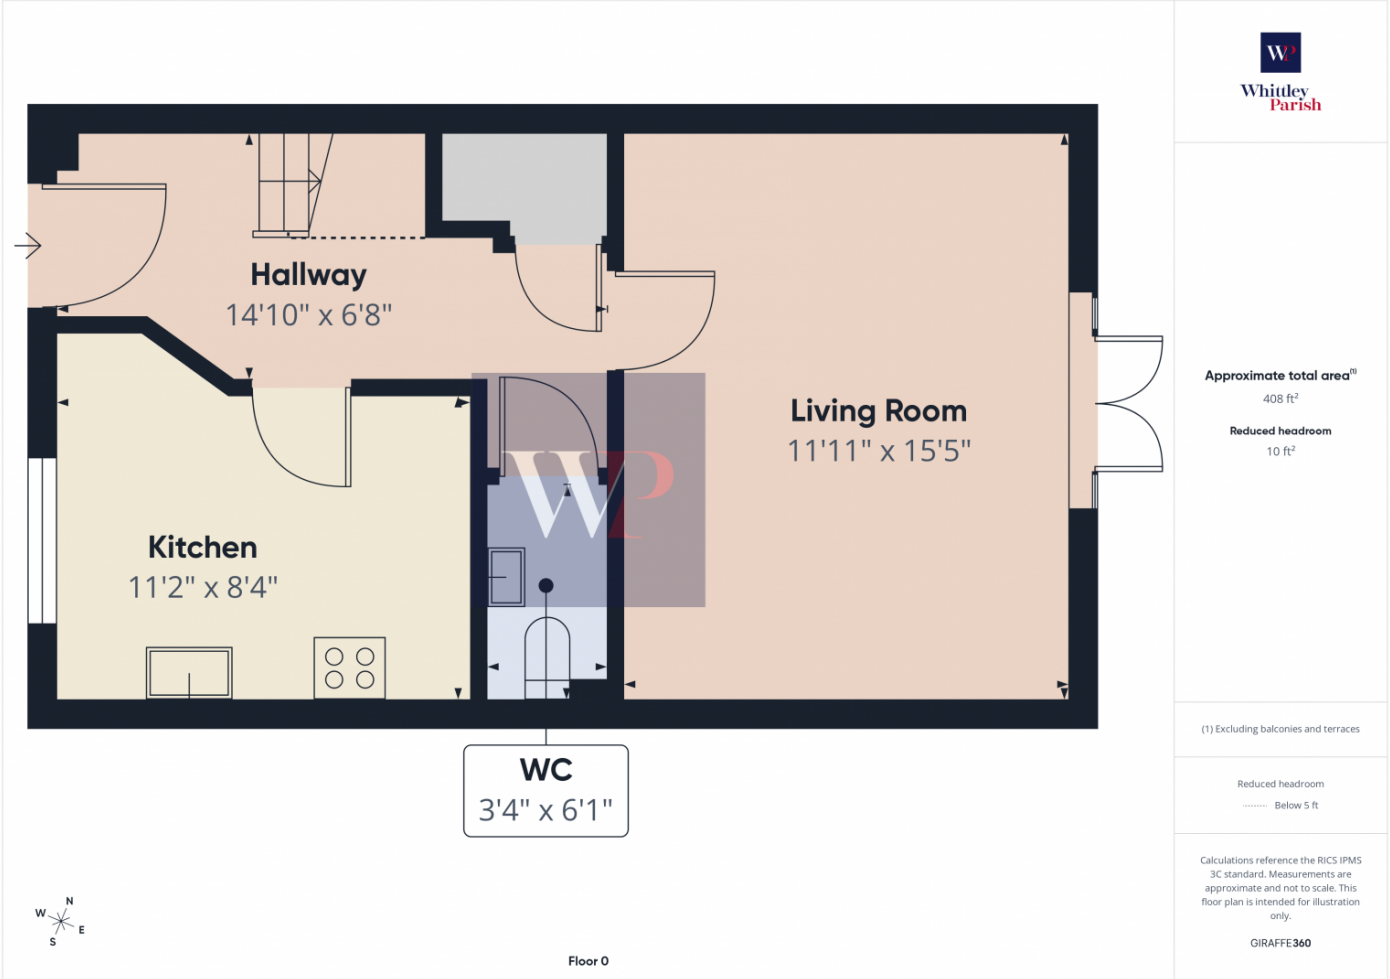 WP
Whittley
Parish
Hallway
14'10" x 6'8"
Living Room
11'11" x 15'5"
WP
Kitchen
11'2" x 8'4"
WC
3'4" x 6'1"
N
W
E
S
Floor 0
Approximate total area(1)
408 ft²
Reduced headroom
10 ft²
(1) Excluding balconies and terraces
Reduced headroom
Below 5 ft
Calculations reference the RICS IPMS
3C standard. Measurements are
approximate and not to scale. This
floor plan is intended for illustration
only.
GIRAFFE360